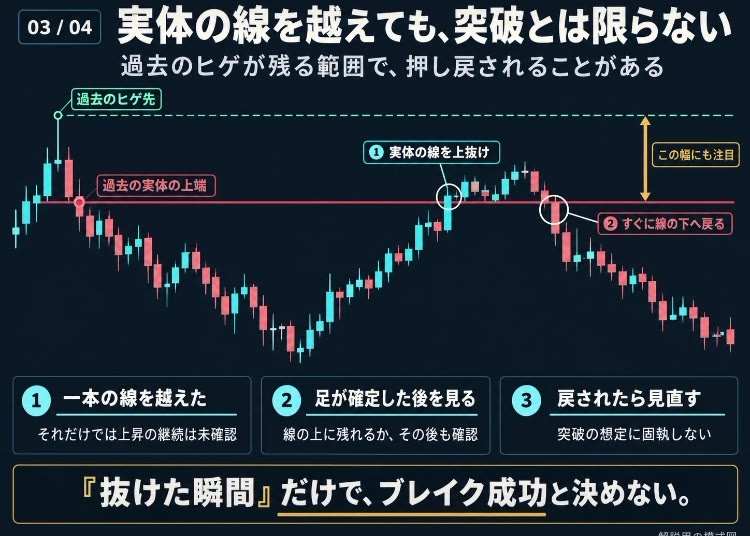 03 / 04
実体の線を越えても、突破とは限らない
過去のヒゲが残る範囲で、押し戻されることがある
過去のヒゲ先
1 実体の線を上抜け
この幅にも注目
過去の実体の上端
2 すぐに線の下へ戻る
1 一本の線を越えた
それだけでは上昇の継続は未確認
2 足が確定した後を見る
線の上に残れるか、その後も確認
3 戻されたら見直す
突破の想定に固執しない
『抜けた瞬間』だけで、ブレイク成功と決めない。